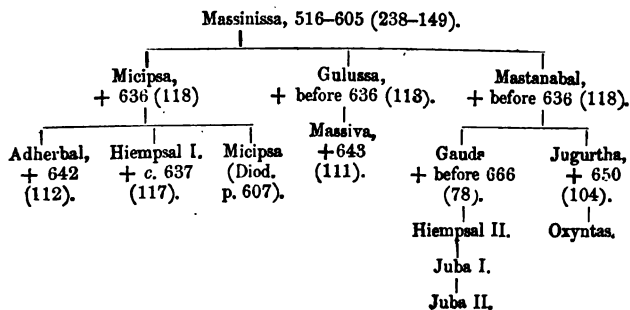 Massinissa, 516–605 (238–149).
Micipsa, Gulussa, Mastanabal,
+ 636 (118) + before 636 (118). + before 636 (118).
Adherbal, Hiempsal I. Micipsa Massiva, Gauda Jugurtha,
+ 642 + c. 637 (Diod. +643 + before 666 + 650
(112). (117). p. 607). (111). (78). (104).
Hiempsal II. Oxyntas.
Juba I.
Juba II.